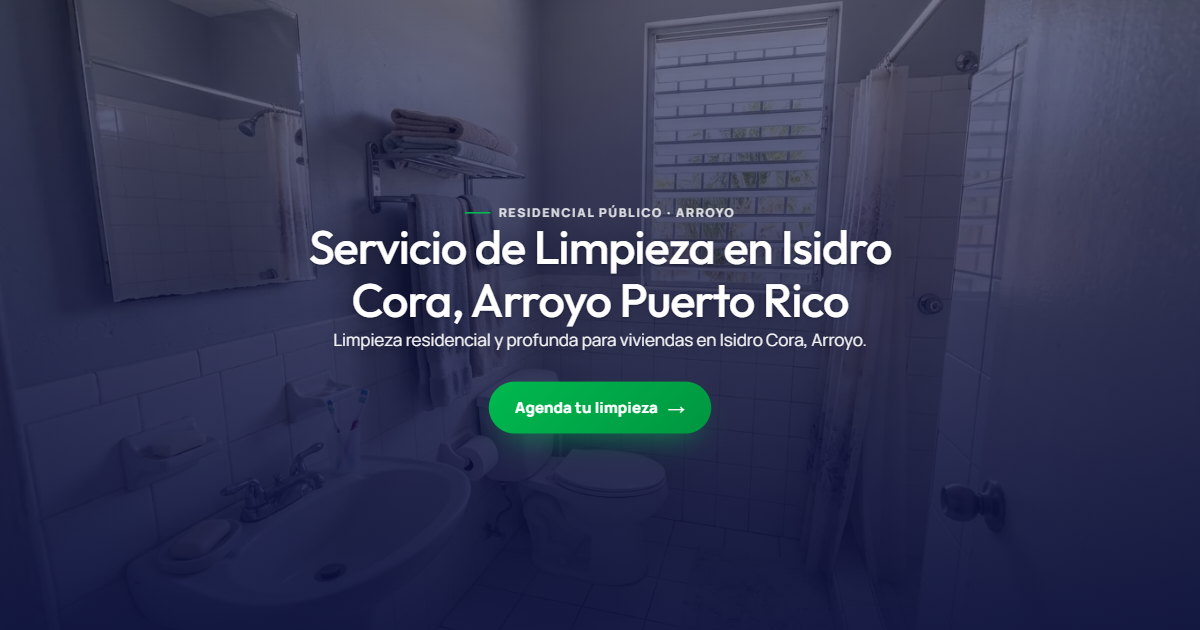 RESIDENCIAL PÚBLICO · ARROYO
Servicio de Limpieza en Isidro
Cora, Arroyo Puerto Rico
Limpieza residencial y profunda para viviendas en Isidro Cora, Arroyo.
Agenda tu limpieza →